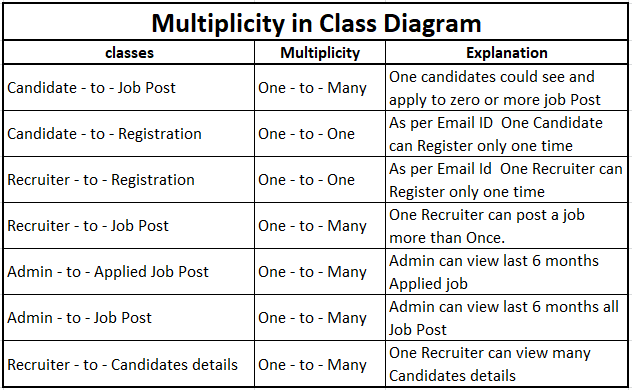 Multiplicity in Class Diagram
classes Multiplicity Explanation
Candidate - to - Job Post One - to - Many One candidates could see and
apply to zero or more job Post
Candidate - to - Registration One - to - One As per Email ID  One Candidate
can Register only one time
Recruiter - to - Registration One - to - One As per Email Id  One Recruiter can
Register only one time
Recruiter - to - Job Post One - to - Many One Recruiter can post a job
more than Once.
Admin - to - Applied Job Post One - to - Many Admin can view last 6 months
Applied job
Admin - to - Job Post One - to - Many Admin can view last 6 months all
Job Post
Recruiter - to - Candidates details One - to - Many One Recruiter can view many
Candidates details